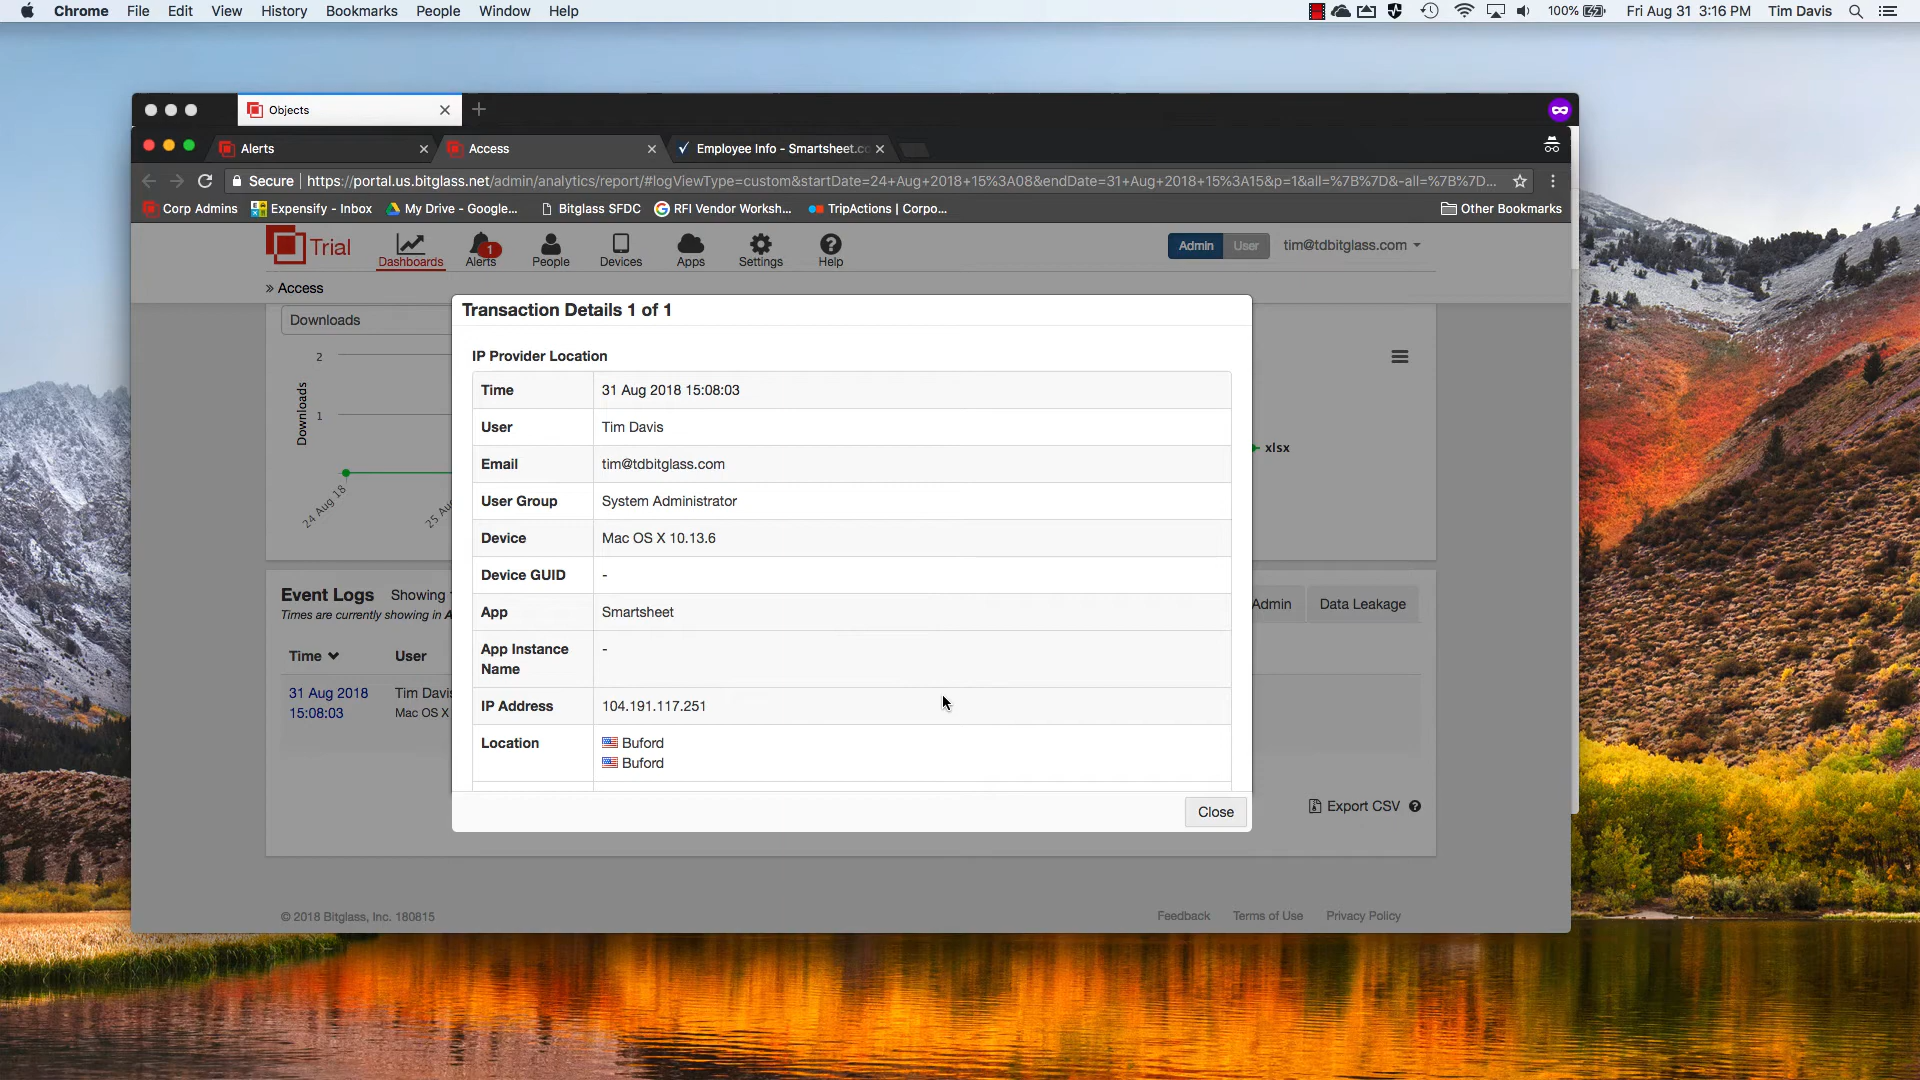 Chrome File Edit View History Bookmarks People Window Help 100% Fri Aug 31 3:16 PM Tim Davis
Objects
Alerts Access Employee Info - Smartsheet.co
Secure https://portal.us.bitglass.net/admin/analytics/report/#logViewType=custom&startDate=24+Aug+2018+15%3A08&endDate=31+Aug+2018+15%3A15&p=1&all=%7B%7D&-all=%7B%7D...
Corp Admins Expensify - Inbox My Drive - Google... Bitglass SFDC RFI Vendor Worksh... TripActions | Corpo... Other Bookmarks
Trial Dashboards 1 Alerts People Devices Apps Settings Help Admin User tim@tdbitglass.com
» Access
Downloads
2
1
Downloads
24 Aug 18
25 Au
xlsx
Transaction Details 1 of 1
IP Provider Location
Time 31 Aug 2018 15:08:03
User Tim Davis
Email tim@tdbitglass.com
User Group System Administrator
Device Mac OS X 10.13.6
Device GUID -
App Smartsheet
App Instance Name -
IP Address 104.191.117.251
Location Buford
Buford
Close
Event Logs Showing
Times are currently showing in A
Admin Data Leakage
Time User
31 Aug 2018 Tim Davis
15:08:03 Mac OS X
Export CSV
© 2018 Bitglass, Inc. 180815
Feedback Terms of Use Privacy Policy